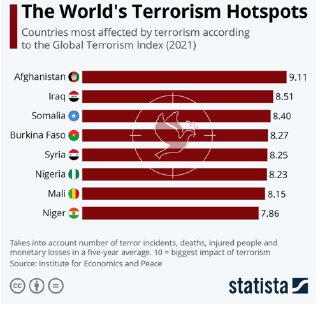 The World's Terrorism Hotspots
Countries most affected by terrorism according
to the Global Terrorism Index (2021)
Afghanistan 9.11
Iraq 8.51
Somalia 8.40
Burkina Faso 8.27
Syria 8.25
Nigeria 8.23
Mali 8.15
Niger 7.86
Takes into account number of terror incidents, deaths, injured people and
monetary losses in a five-year average. 10 = biggest impact of terrorism
Source: Institute for Economics and Peace
cc
statista